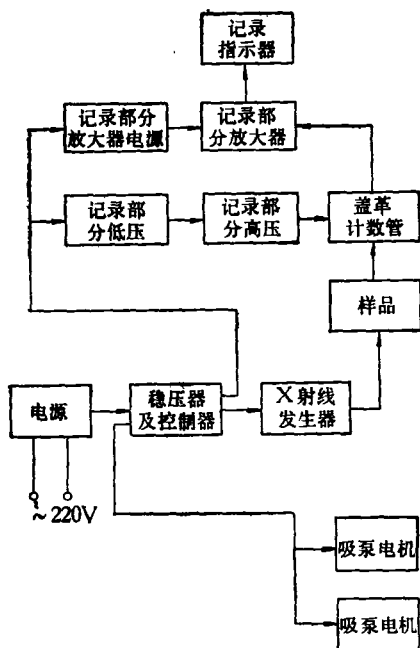 记录
指示器
记录部分
放大器电源
记录部
分放大器
记录部
分低压
记录部
分高压
盖革
计数管
样品
电源
稳压器
及控制器
X射线
发生器
~220V
吸泵电机
吸泵电机